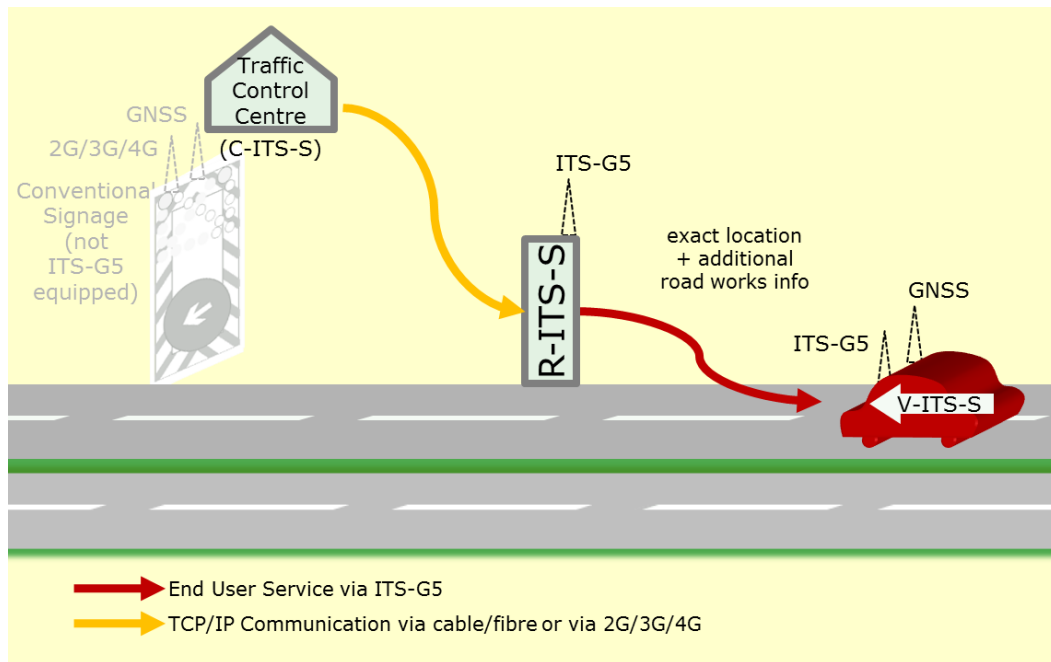 Traffic
Control
Centre
(C-ITS-S)
GNSS
2G/3G/4G
Conventional
Signage
(not
ITS-G5
equipped)
ITS-G5
R-ITS-S
exact location
+ additional
road works info
GNSS
ITS-G5
V-ITS-S
End User Service via ITS-G5
TCP/IP Communication via cable/fibre or via 2G/3G/4G